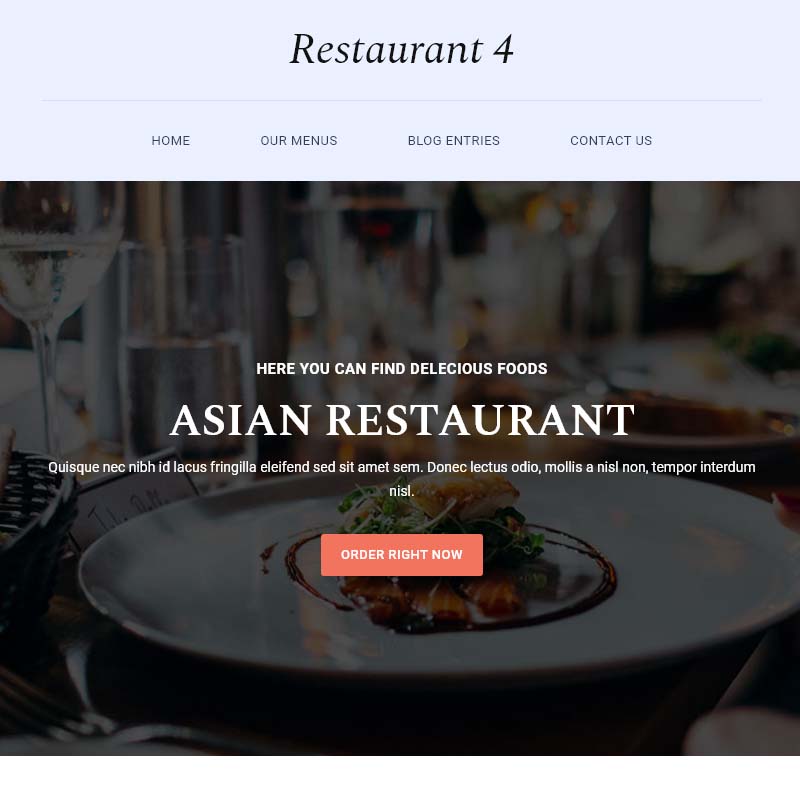 Restaurant 4
HOME OUR MENUS BLOG ENTRIES CONTACT US
HERE YOU CAN FIND DELECIOUS FOODS
ASIAN RESTAURANT
Quisque nec nibh id lacus fringilla eleifend sed sit amet sem. Donec lectus odio, mollis a nisl non, tempor interdum
nisl.
ORDER RIGHT NOW